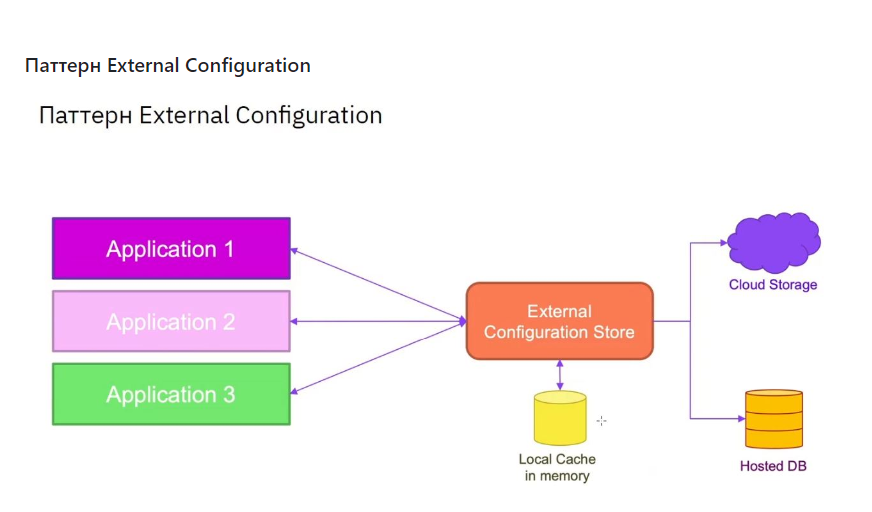 Паттерн External Configuration
Паттерн External Configuration
Application 1
Application 2
Application 3
External
Configuration Store
Local Cache
in memory
Cloud Storage
Hosted DB